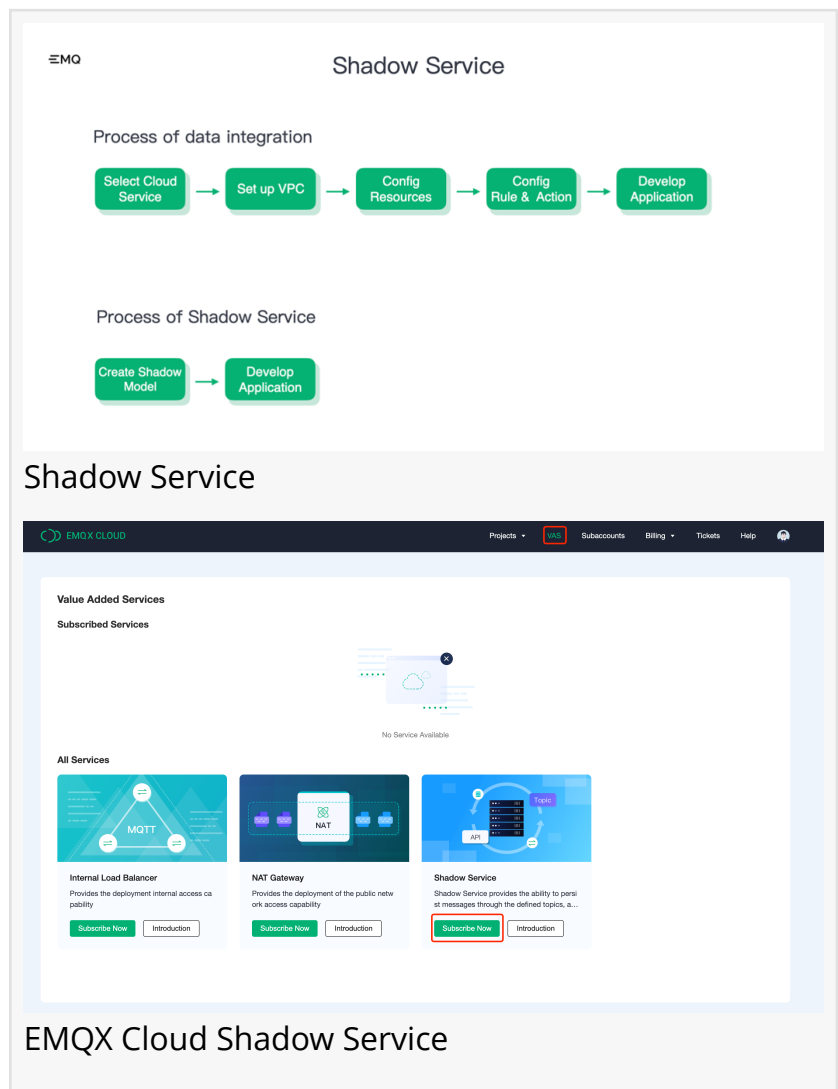 EMQ
Shadow Service
Process of data integration
Select Cloud
Service
Set up VPC
Config
Resources
Config
Rule & Action
Develop
Application
Process of Shadow Service
Create Shadow
Model
Develop
Application
Shadow Service
EMQX CLOUD
Projects
VAS
Subaccounts
Billing
Tickets
Help
Value Added Services
Subscribed Services
No Service Available
All Services
MQTT
NAT
Topic
API
Internal Load Balancer
Provides the deployment internal access ca
pability
Subscribe Now
Introduction
NAT Gateway
Provides the deployment of the public netw
ork access capability
Subscribe Now
Introduction
Shadow Service
Shadow Service provides the ability to persi
st messages through the defined topics, a...
Subscribe Now
Introduction
EMQX Cloud Shadow Service